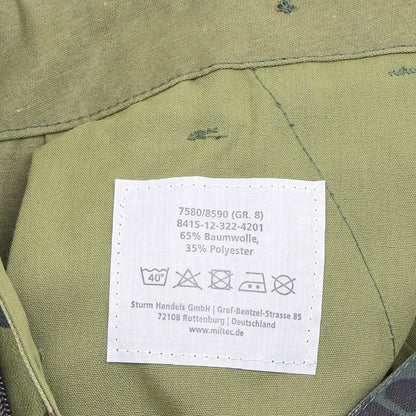 7580/8590 (GR. 8)
8415-12-322-4201
65% Baumwolle,
35% Polyester
40°
Sturm Handels GmbH | Graf-Bentzel-Strasse 85
72108 Rottenburg | Deutschland
www.miltec.de